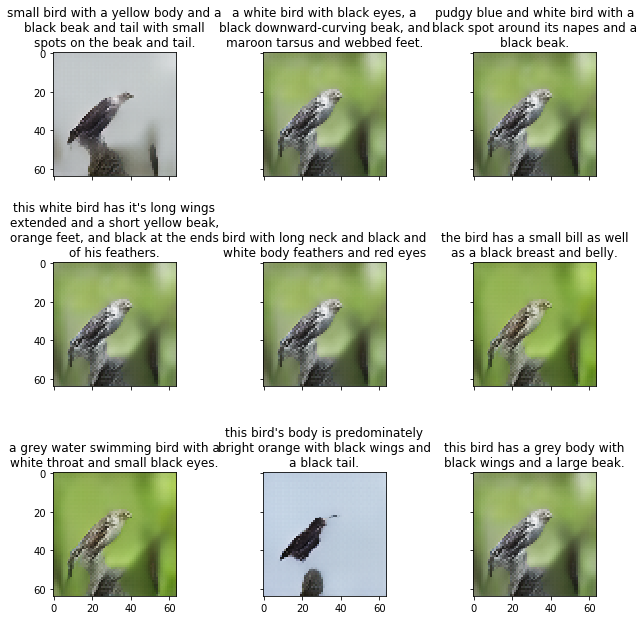 small bird with a yellow body and a
black beak and tail with small
spots on the beak and tail.
0
20
40
60
a white bird with black eyes, a
black downward-curving beak, and
maroon tarsus and webbed feet.
pudgy blue and white bird with a
black spot around its napes and a
black beak.
this white bird has it's long wings
extended and a short yellow beak,
orange feet, and black at the ends
of his feathers.
0
20
40
60
bird with long neck and black and
white body feathers and red eyes
the bird has a small bill as well
as a black breast and belly.
a grey water swimming bird with a
white throat and small black eyes.
0
20
40
60
0 20 40 60
this bird's body is predominately
bright orange with black wings and
a black tail.
0 20 40 60
this bird has a grey body with
black wings and a large beak.
0 20 40 60